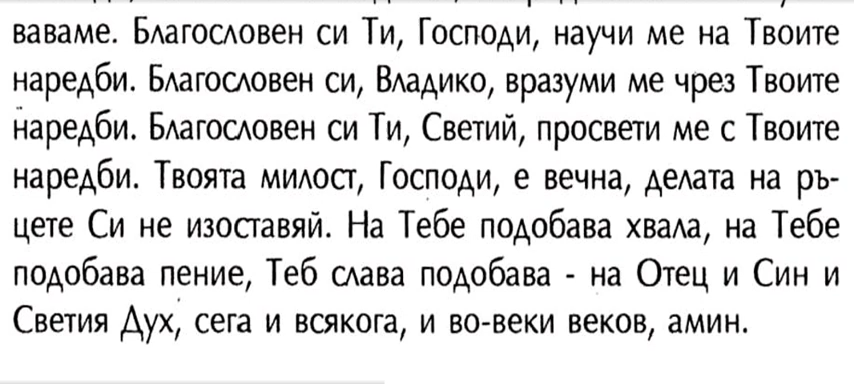 ваваме. Благословен си Ти, Господи, научи ме на Твоите
наредби. Благословен си, Владико, вразуми ме чрез Твоите
наредби. Благословен си Ти, Светий, просвети ме с Твоите
наредби. Твоята милост, Господи, е вечна, делата на ръ-
цете Си не изоставяй. На Тебе подобава хвала, на Тебе
подобава пение, Теб слава подобава - на Отец и Син и
Светия Дух, сега и всякога, и во-веки веков, амин.